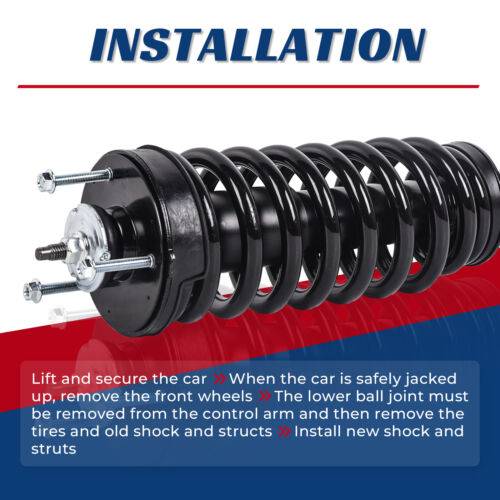 INSTALLATION
Lift and secure the car » When the car is safely jacked
up, remove the front wheels » The lower ball joint must
be removed from the control arm and then remove the
tires and old shock and structs » Install new shock and
struts